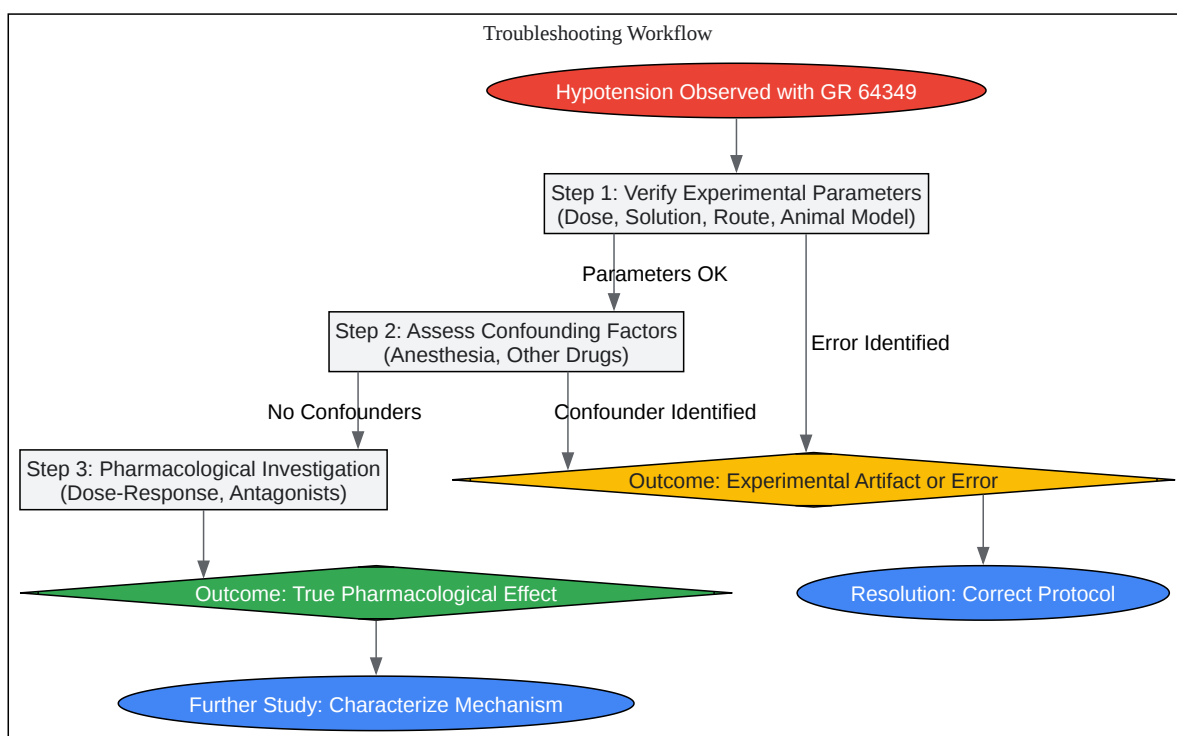 Troubleshooting Workflow
Hypotension Observed with GR 64349
Step 1: Verify Experimental Parameters
(Dose, Solution, Route, Animal Model)
Parameters OK
Step 2: Assess Confounding Factors
(Anesthesia, Other Drugs)
Error Identified
No Confounders
Confounder Identified
Step 3: Pharmacological Investigation
(Dose-Response, Antagonists)
Outcome: Experimental Artifact or Error
Outcome: True Pharmacological Effect
Resolution: Correct Protocol
Further Study: Characterize Mechanism